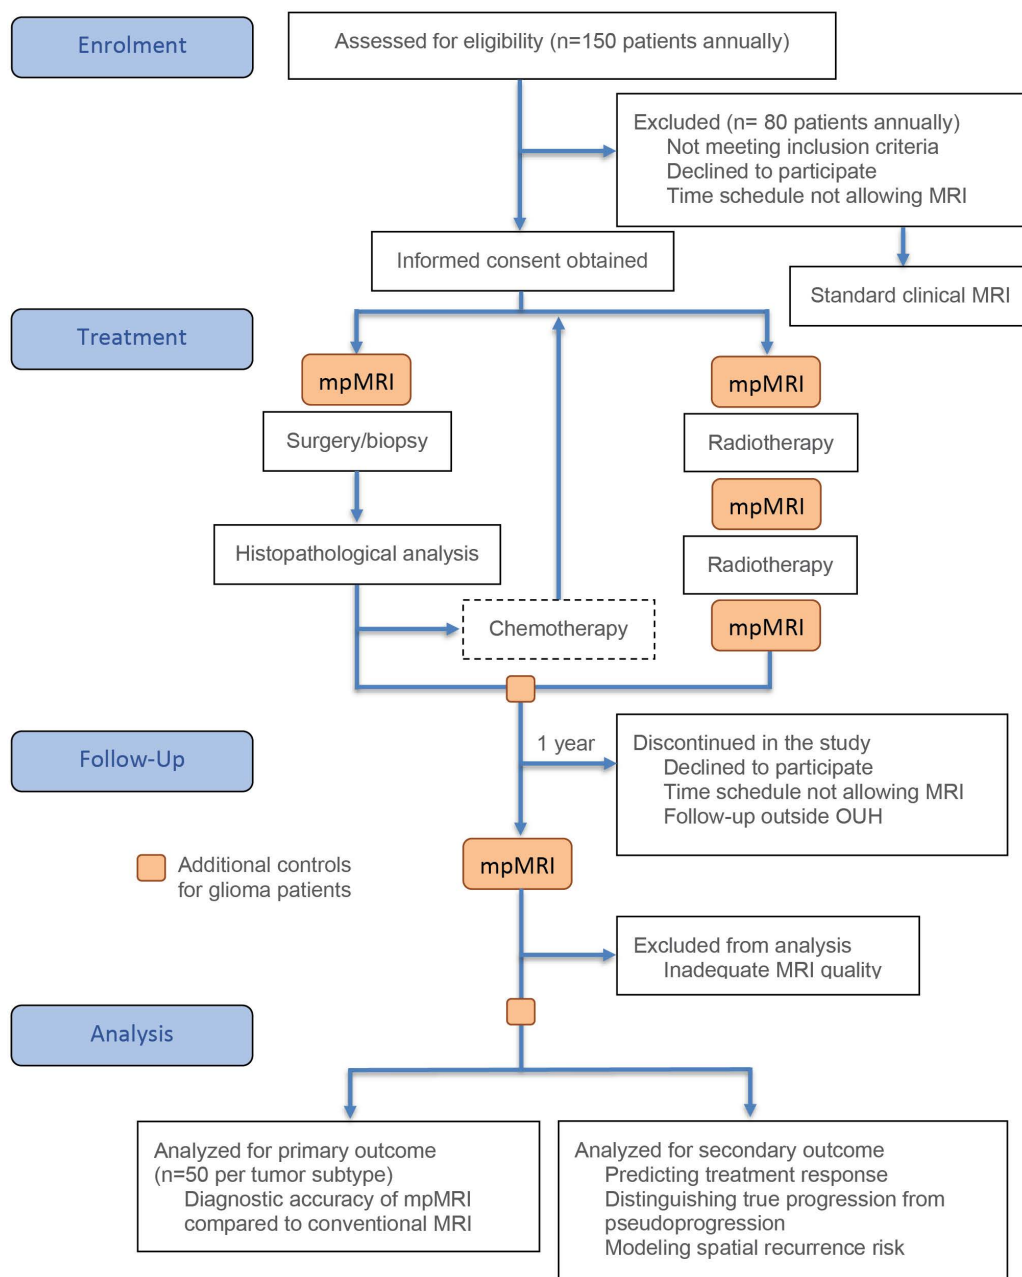 Enrolment
Assessed for eligibility (n=150 patients annually)
Excluded (n= 80 patients annually)
Not meeting inclusion criteria
Declined to participate
Time schedule not allowing MRI
Informed consent obtained
Standard clinical MRI
Treatment
mpMRI
mpMRI
Surgery/biopsy
Radiotherapy
mpMRI
Histopathological analysis
Radiotherapy
Chemotherapy
mpMRI
Follow-Up
1 year
Discontinued in the study
Declined to participate
Time schedule not allowing MRI
Follow-up outside OUH
mpMRI
Additional controls
for glioma patients
Excluded from analysis
Inadequate MRI quality
Analysis
Analyzed for primary outcome
(n=50 per tumor subtype)
Diagnostic accuracy of mpMRI
compared to conventional MRI
Analyzed for secondary outcome
Predicting treatment response
Distinguishing true progression from
pseudoprogression
Modeling spatial recurrence risk